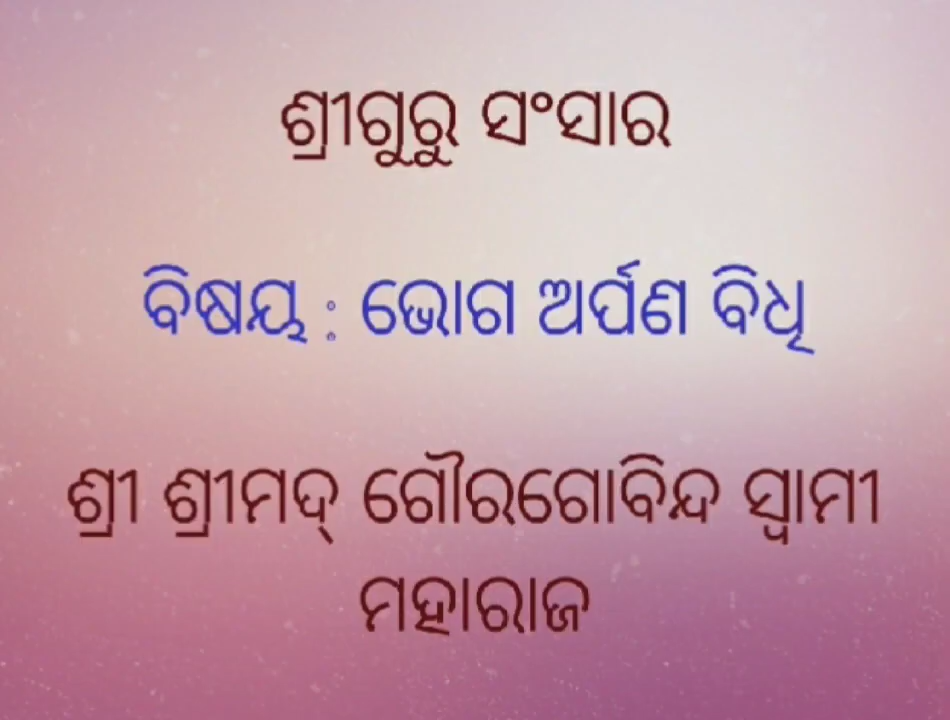 ଶ୍ରୀଗୁରୁ ସଂସାର
ବିଷୟ : ଭୋଗ ଅର୍ପଣ ବିଧି
ଶ୍ରୀ ଶ୍ରୀମଦ୍ ଗୌରଗୋବିନ୍ଦ ସ୍ୱାମୀ
ମହାରାଜ